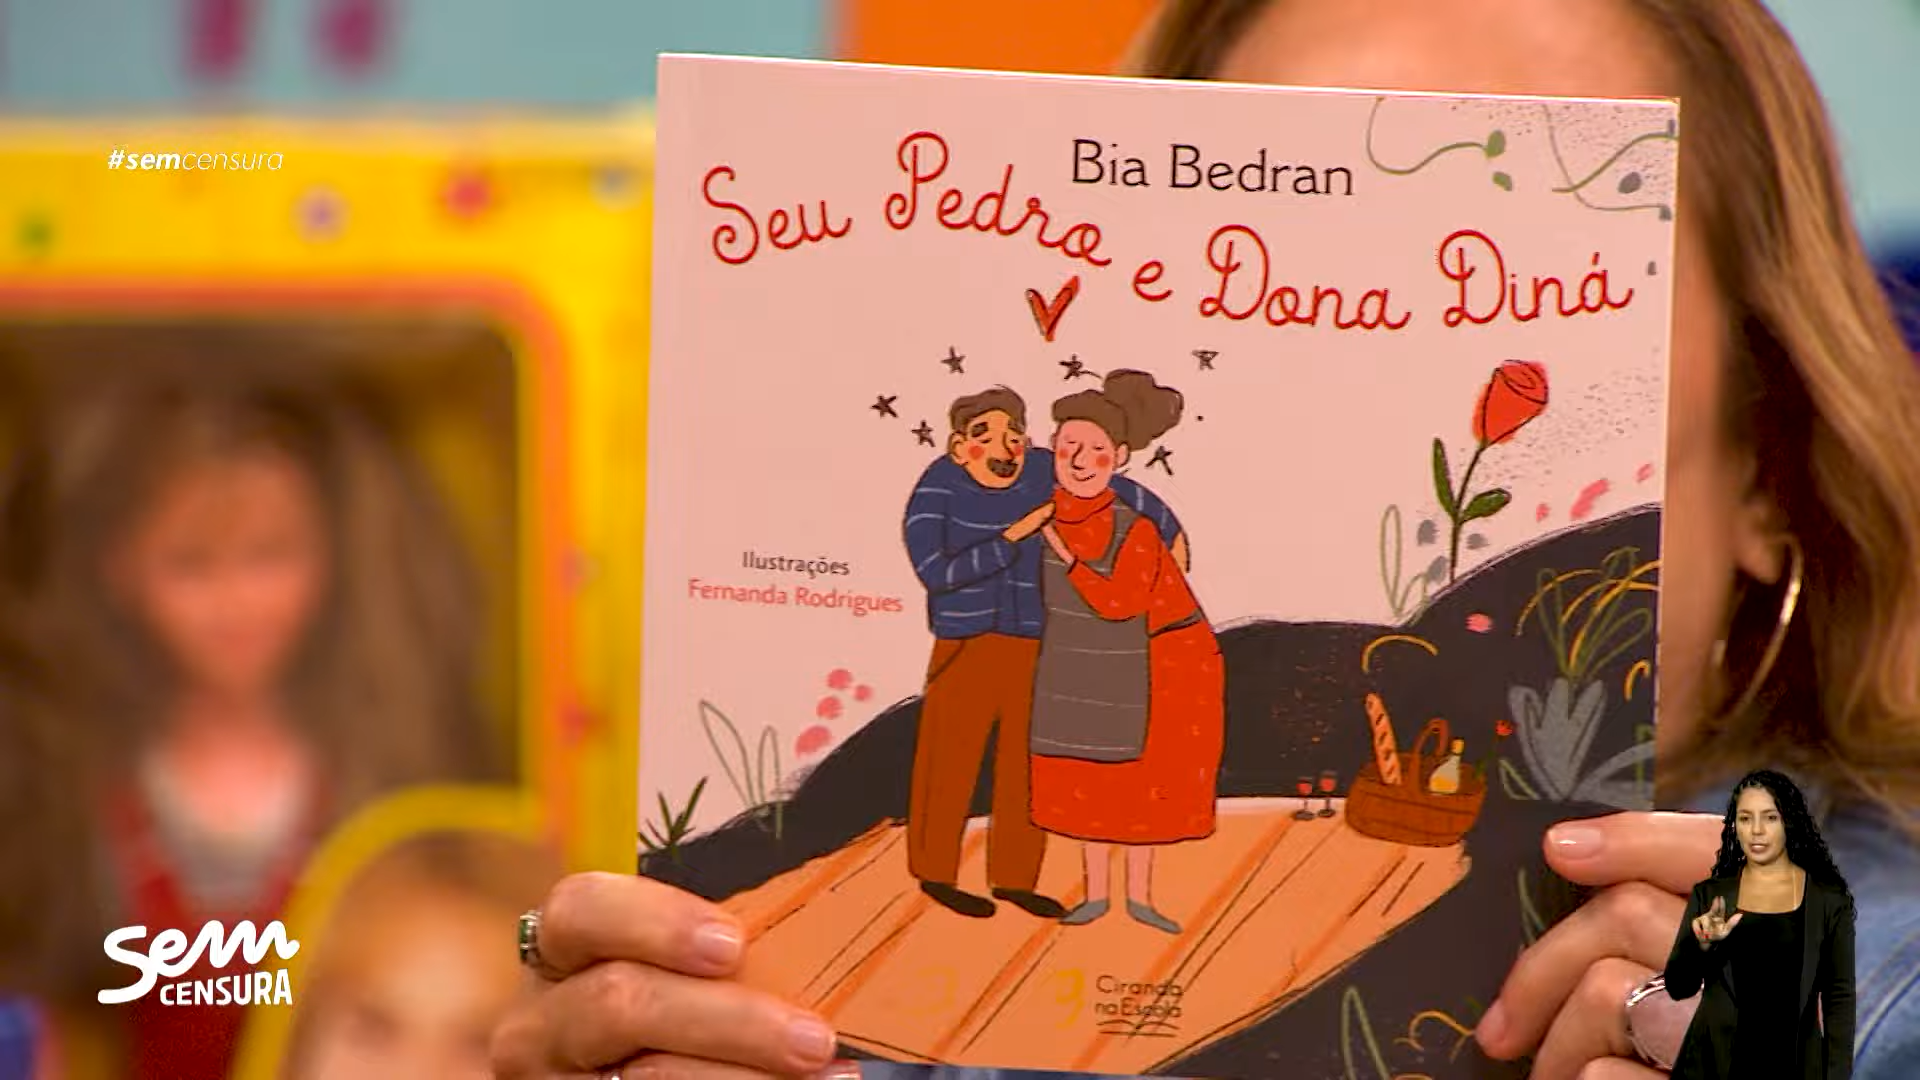 #semcensura
Bia Bedran
Seu Pedro e Dona Diná
Ilustrações
Fernanda Rodrigues
Ciranda
na Escola
Sem
CENSURA